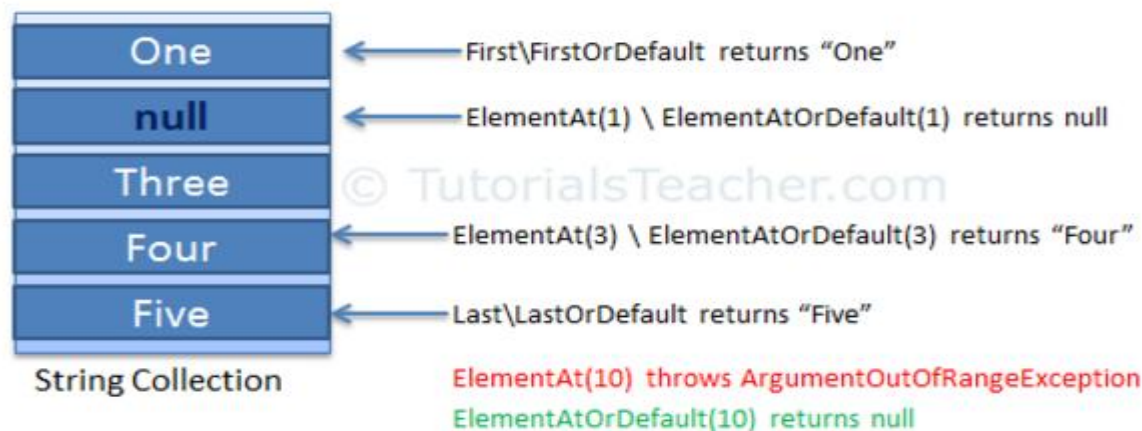 One
First\FirstOrDefault returns “One”
null
ElementAt(1) \ ElementAtOrDefault(1) returns null
Three
© TutorialsTeacher.com
Four
ElementAt(3) \ ElementAtOrDefault(3) returns “Four”
Five
Last\LastOrDefault returns “Five”
String Collection
ElementAt(10) throws ArgumentOutOfRangeException
ElementAtOrDefault(10) returns null